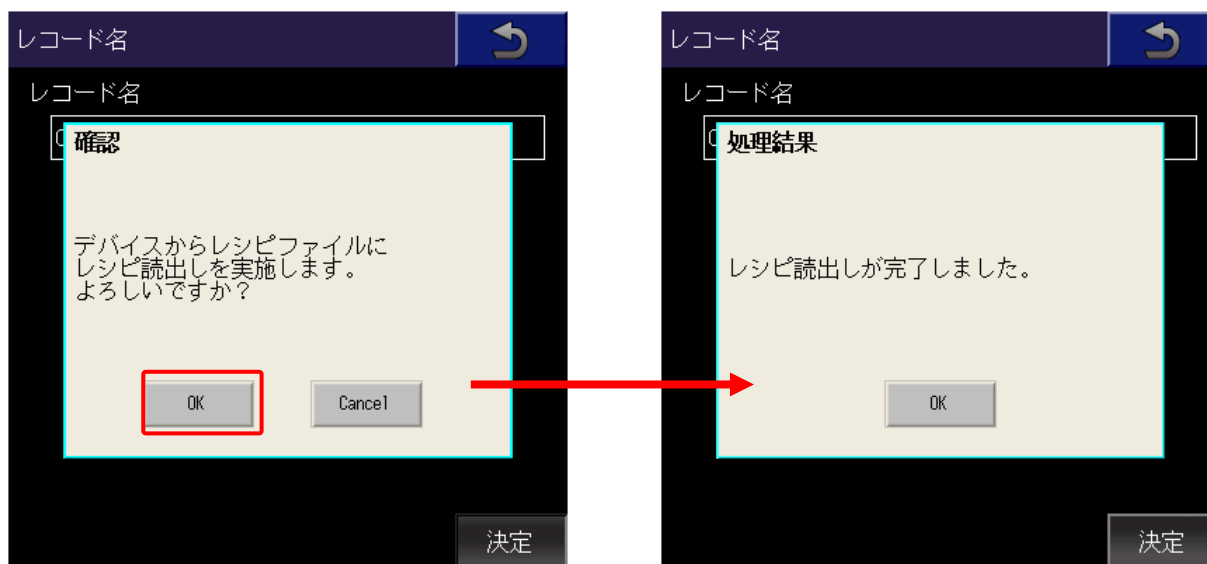 レコード名
レコード名
確認
デバイスからレシピファイルに
レシピ読出しを実施します。
よろしいですか？
OK
Cancel
決定
レコード名
レコード名
処理結果
レシピ読出しが完了しました。
OK
決定